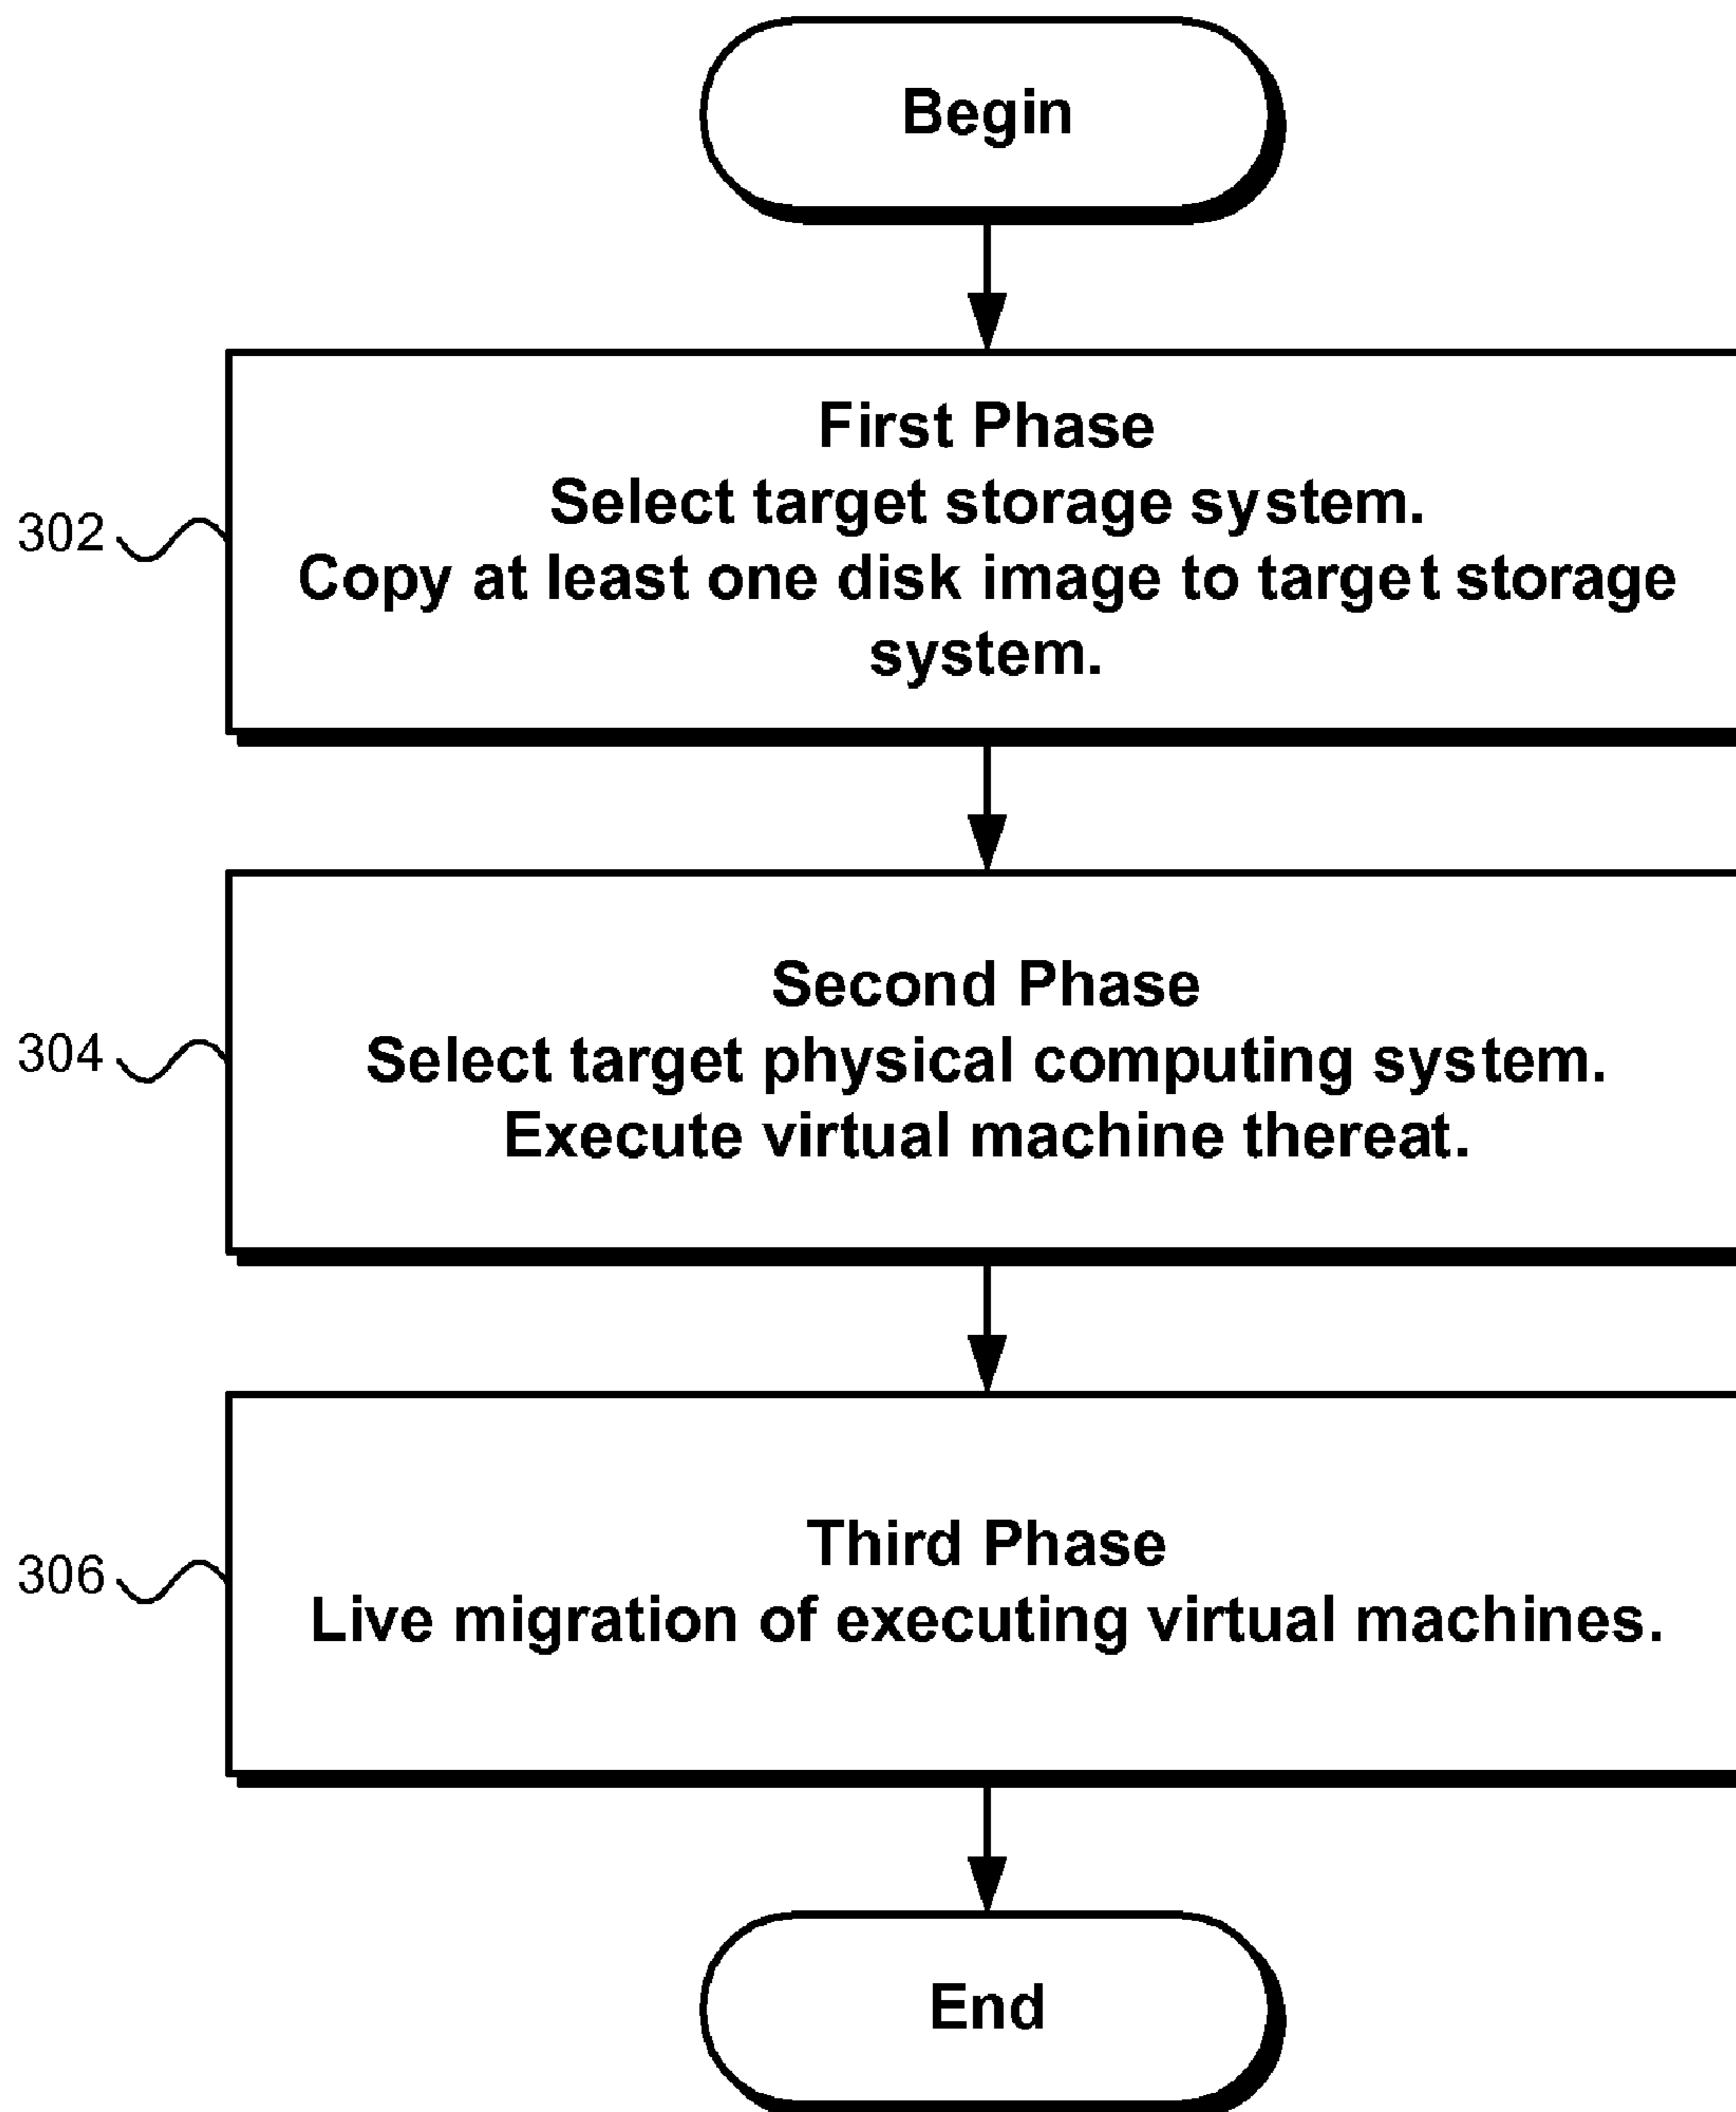 Begin
First Phase
Select target storage system.
Copy at least one disk image to target storage
system.
302
Second Phase
Select target physical computing system.
Execute virtual machine thereat.
304
Third Phase
Live migration of executing virtual machines.
306
End